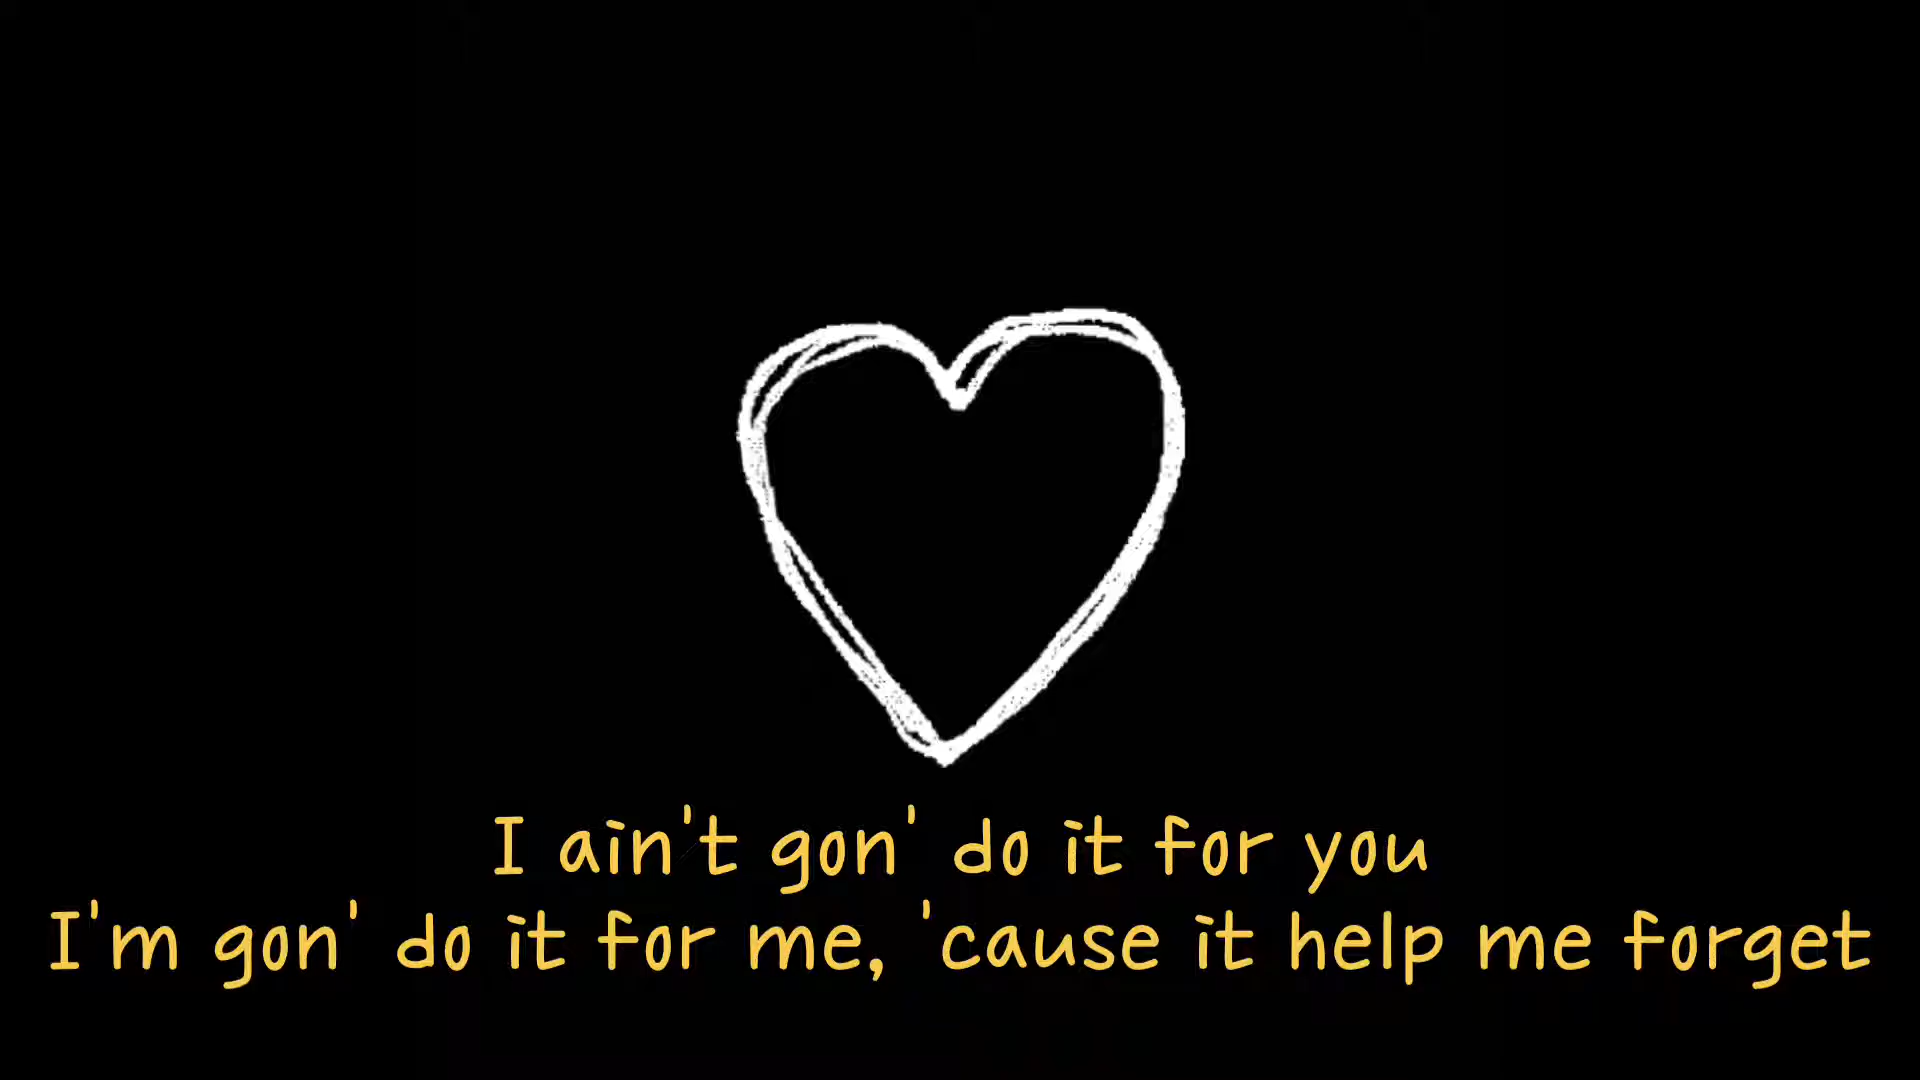 I ain't gon' do it for you
I'm gon' do it for me, 'cause it help me forget